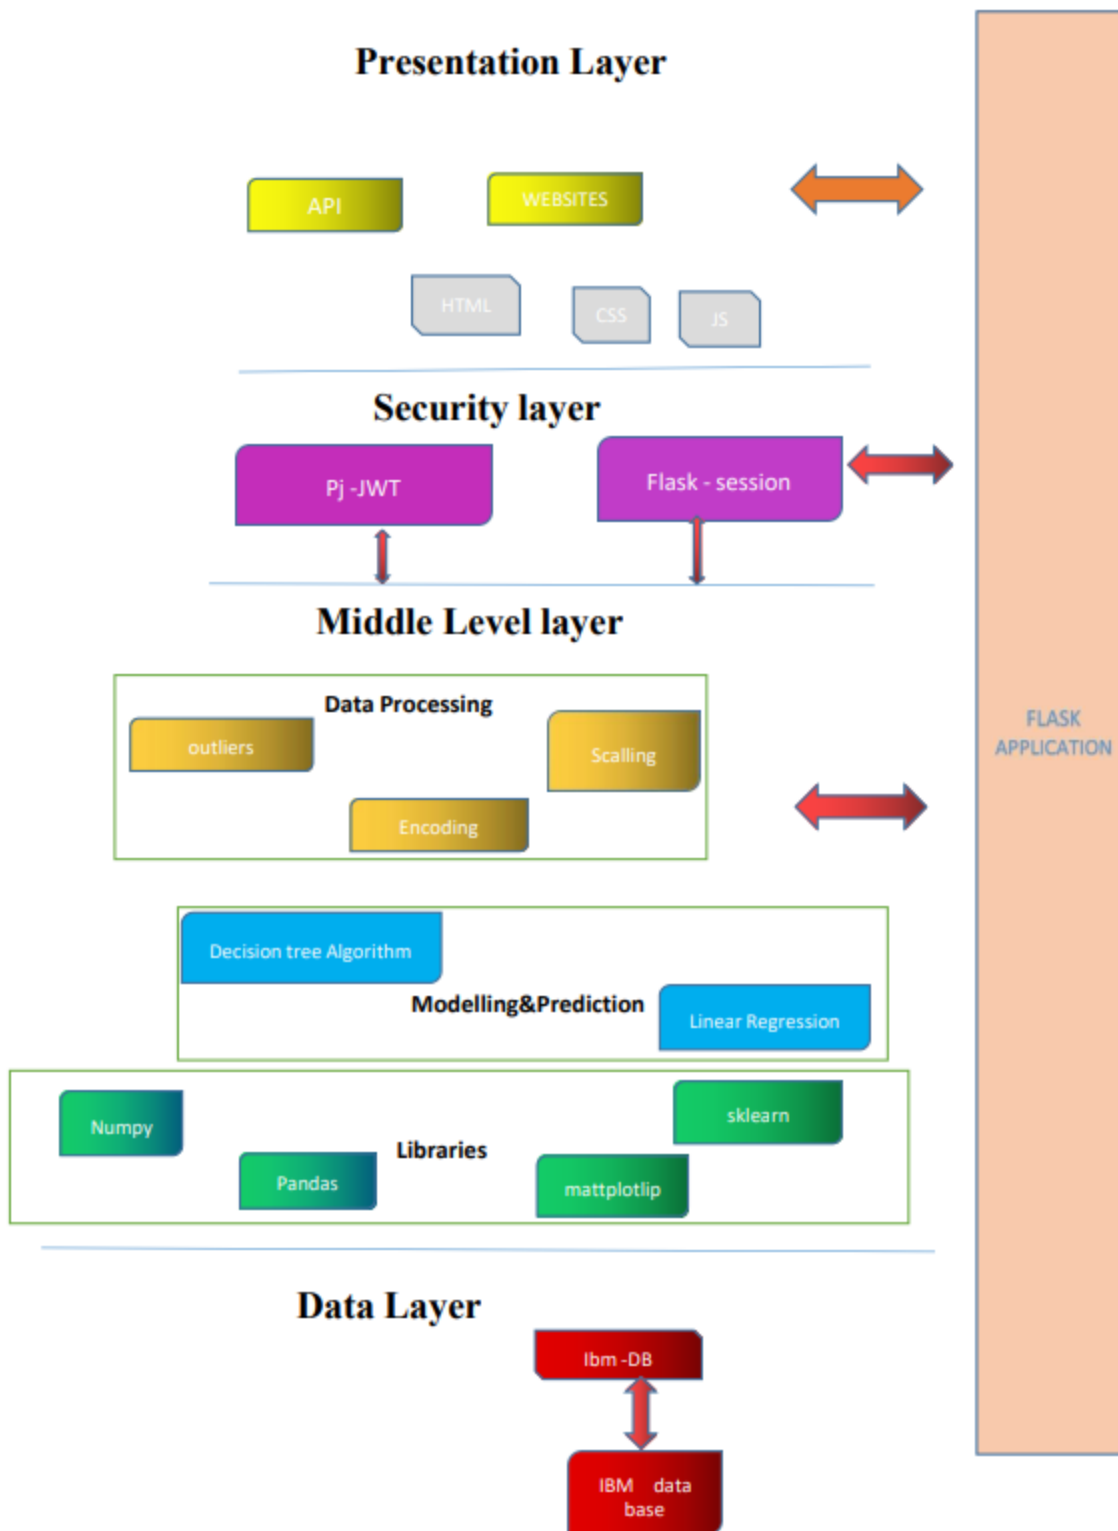 Presentation Layer
API
WEBSITES
HTML
CSS
JS
Security layer
Pj -JWT
Flask - session
Middle Level layer
Data Processing
outliers
Scalling
Encoding
FLASK
APPLICATION
Decision tree Algorithm
Modelling&Prediction
Linear Regression
Numpy
sklearn
Libraries
Pandas
mattplotlip
Data Layer
Ibm -DB
IBM data
base